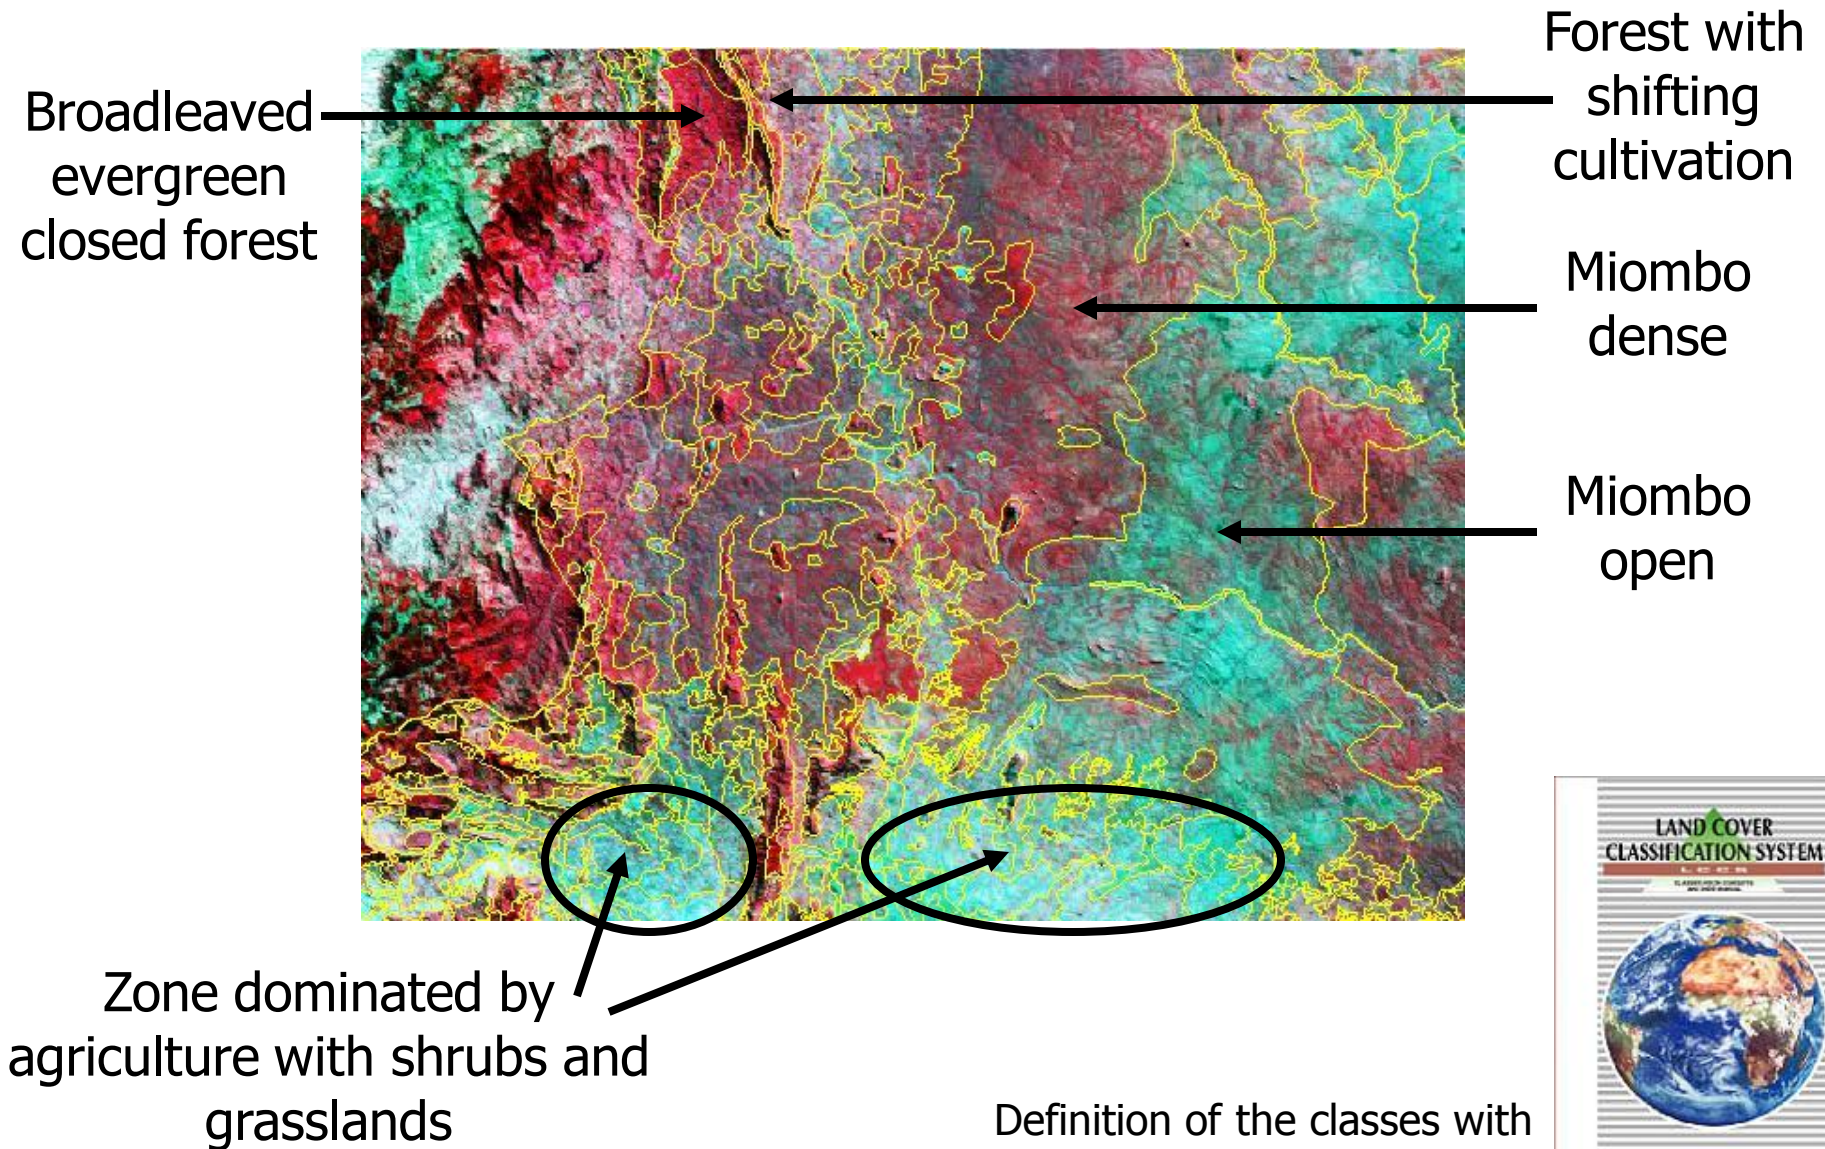 Broadleaved
evergreen
closed forest
Forest with
shifting
cultivation
Miombo
dense
Miombo
open
Zone dominated by
agriculture with shrubs and
grasslands
Definition of the classes with
LAND COVER
CLASSIFICATION SYSTEM
LCCS